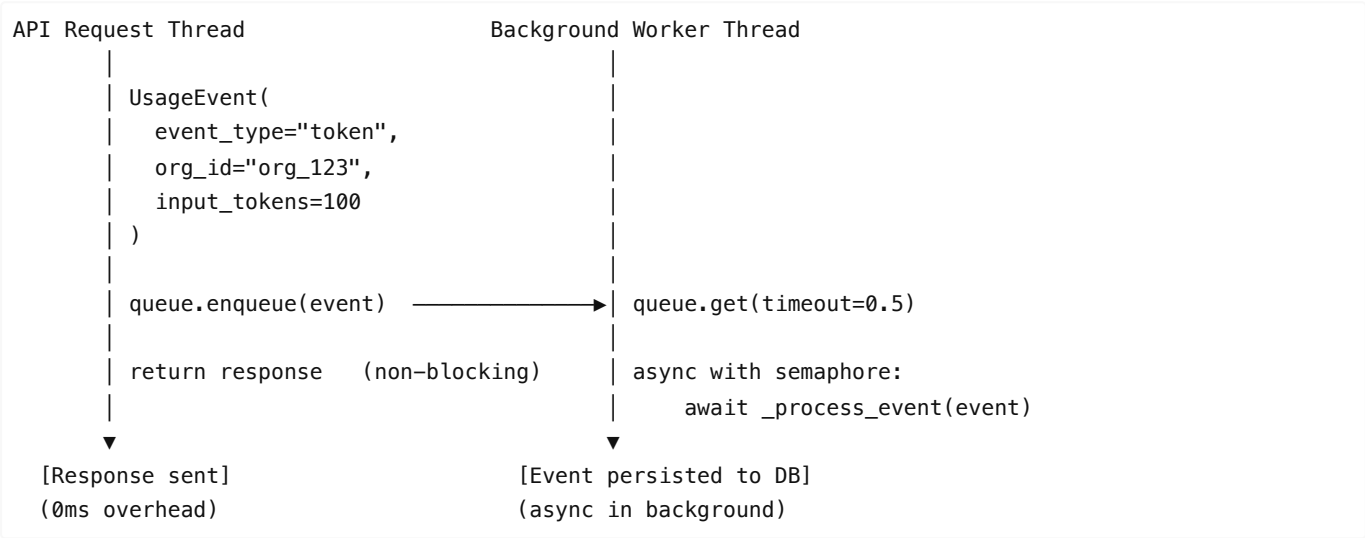 API Request Thread                     Background Worker Thread
UsageEvent(
event_type="token",
org_id="org_123",
input_tokens=100
)
queue.enqueue(event)    queue.get(timeout=0.5)
return response   (non-blocking)    async with semaphore:
await _process_event(event)
[Response sent]    [Event persisted to DB]
(0ms overhead)    (async in background)